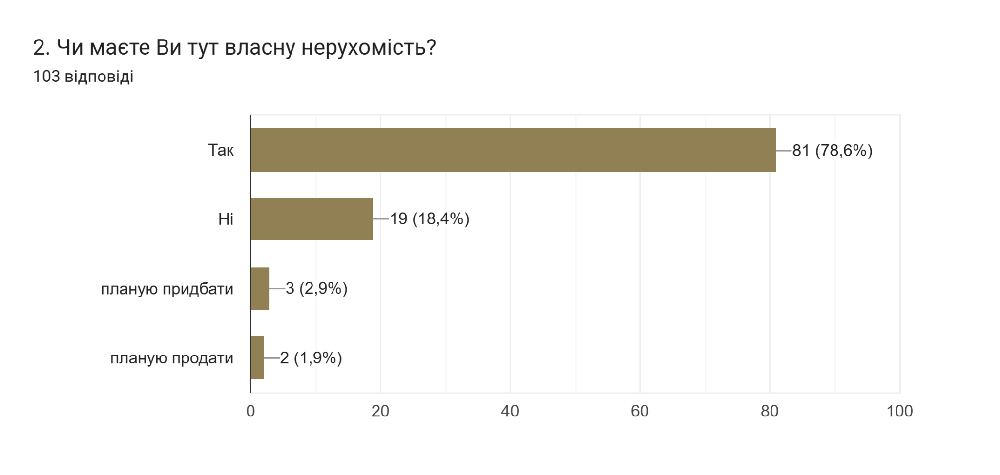 2. Чи маєте Ви тут власну нерухомість?
103 відповіді
Так
81 (78,6%)
Ні
19 (18,4%)
планую придбати
3 (2,9%)
планую продати
2 (1,9%)
0 20 40 60 80 100